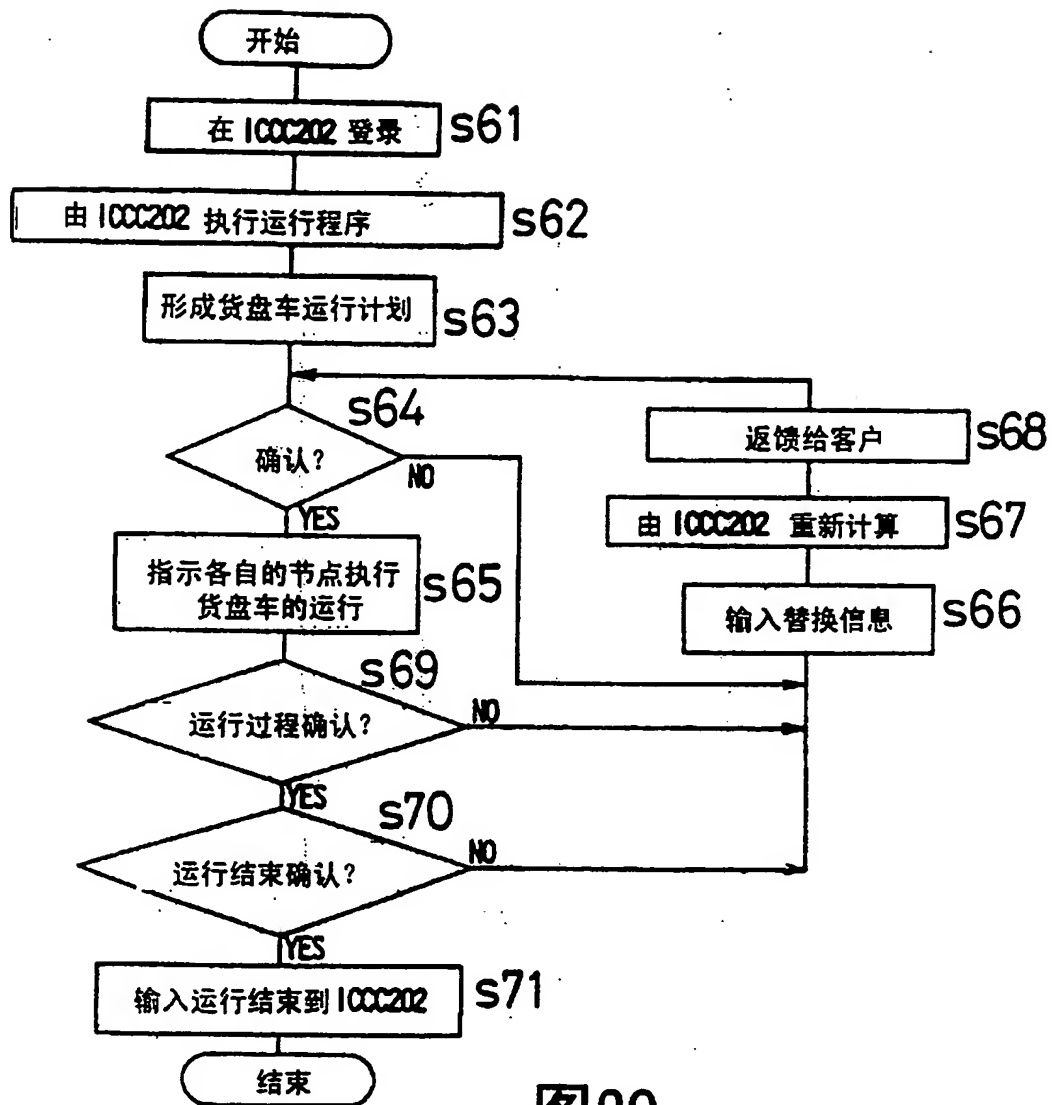 开始
在 ICCC202 登录
s61
由 ICCC202 执行运行程序
s62
形成货盘车运行计划
s63
s64
确认?
NO
YES
指示各自的节点执行
货盘车的运行
s65
返馈给客户
s68
由 ICCC202 重新计算
s67
输入替换信息
s66
s69
运行过程确认?
NO
YES
s70
运行结束确认?
NO
YES
输入运行结束到 ICCC202
s71
结束